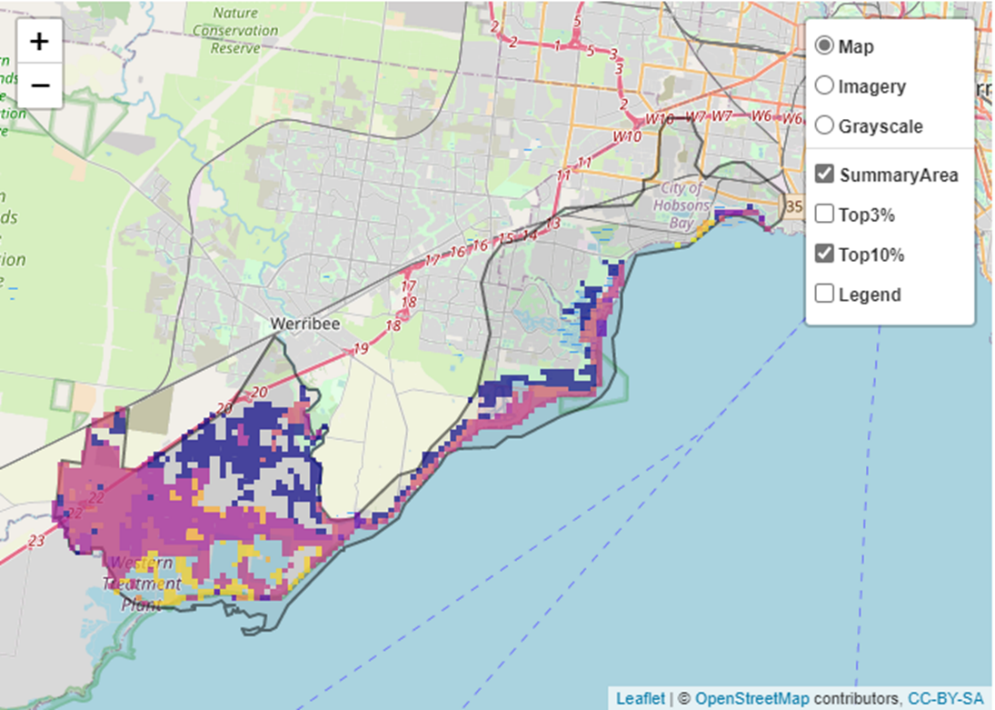 +
−
Nature
Conservation
Reserve
2
2
1
5
5
3
3
2
W10
W10
W7
W7
W6
W6
11
11
City of
Hobsons
Bay
35
13
14
15
16
16
17
17
18
18
19
20
20
Werribee
22
22
23
Western
Treatment
Plant
Map
Imagery
Grayscale
SummaryArea
Top3%
Top10%
Legend
Leaflet | © OpenStreetMap contributors, CC-BY-SA